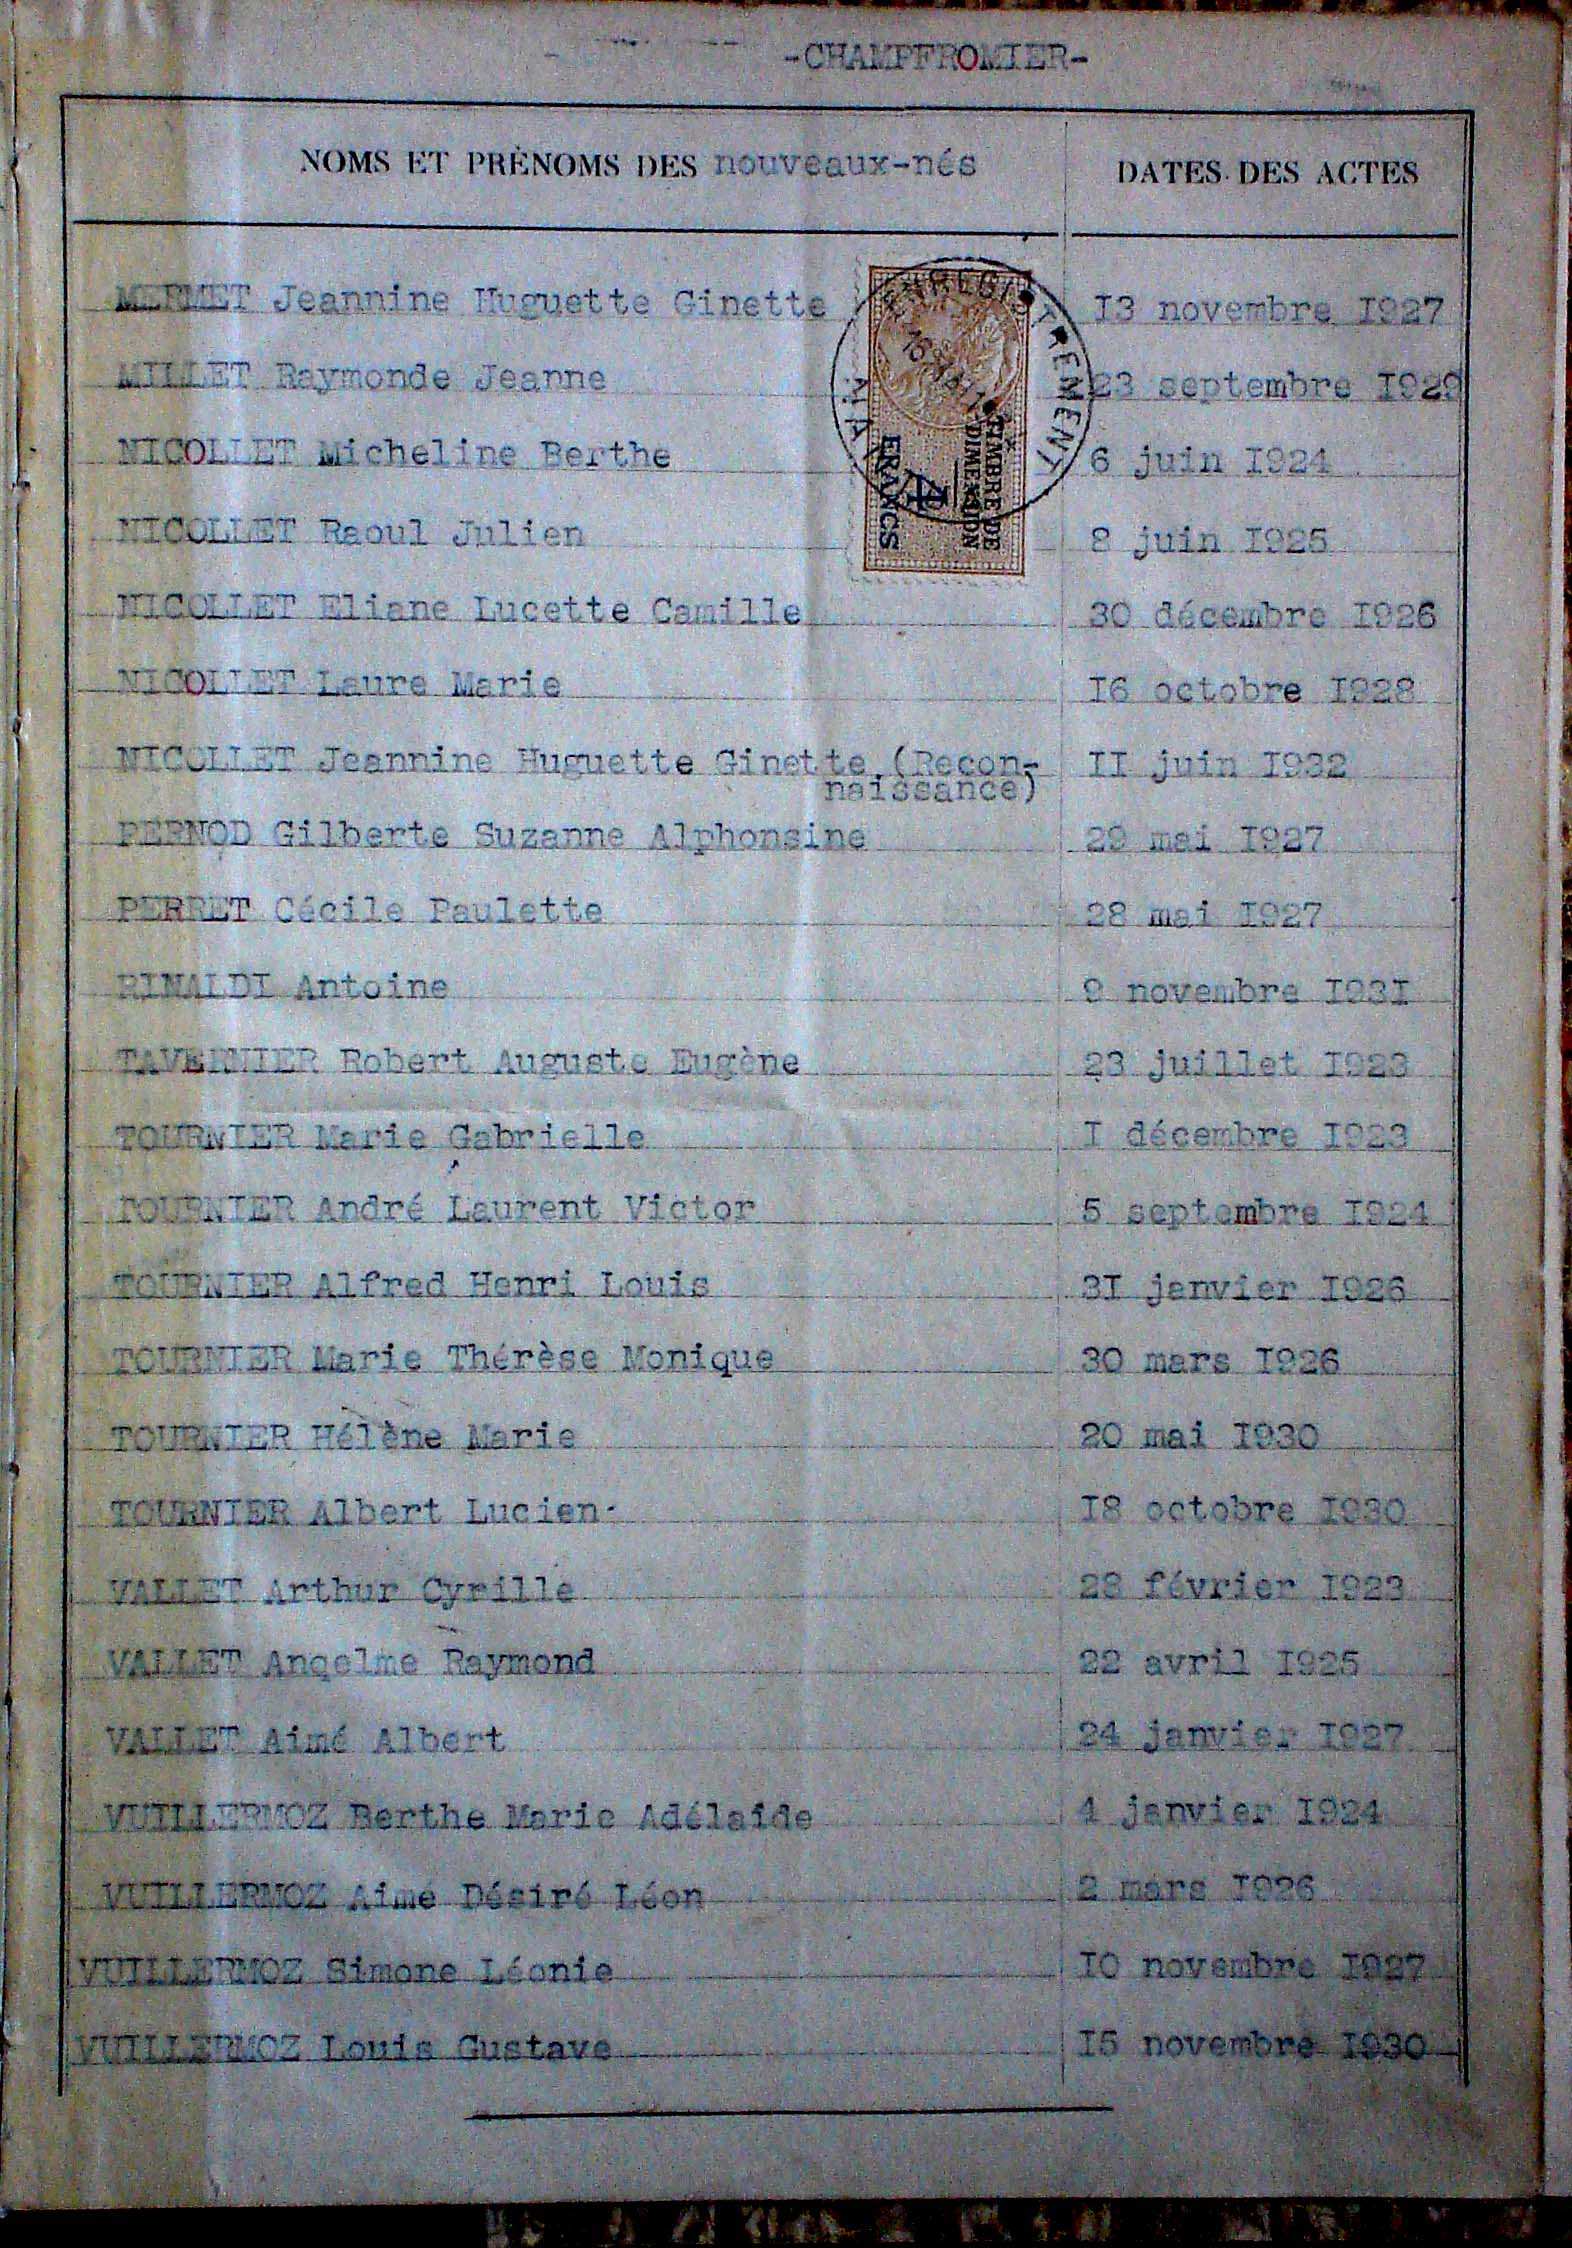 -CHAMPFROMIER-
NOMS ET PRÉNOMS DES nouveaux-nés
DATES DES ACTES
MERMET Jeannine Huguette Ginette I3 novembre I927
MILLET Raymonde Jeanne 23 septembre I929
NICOLLET Micheline Berthe 6 juin I924
NICOLLET Raoul Julien 8 juin I925
NICOLLET Eliane Lucette Camille 30 décembre I926
NICOLLET Laure Marie I6 octobre I928
NICOLLET Jeannine Huguette Ginette (Recon- II juin I932
naissance)
PERNOD Gilberte Suzanne Alphonsine 29 mai I927
PERRET Cécile Paulette 28 mai I927
RINALDI Antoine 9 novembre I93I
TAVERNIER Robert Auguste Eugène 23 juillet I923
TOURNIER Marie Gabrielle I décembre I923
TOURNIER André Laurent Victor 5 septembre I924
TOURNIER Alfred Henri Louis 3I janvier I926
TOURNIER Marie Thérèse Monique 30 mars I926
TOURNIER Hélène Marie 20 mai I930
TOURNIER Albert Lucien I8 octobre I930
VALLET Arthur Cyrille 28 février I923
VALLET Anqelme Raymond 22 avril I925
VALLET Aimé Albert 24 janvier I927
VUILLERMOZ Berthe Marie Adélaïde 4 janvier I924
VUILLERMOZ Aimé Désiré Léon 2 mars I926
VUILLERMOZ Simone Léonie I0 novembre I927
VUILLERMOZ Louis Gustave I5 novembre I930
ENREGISTREMENT
AIN
TIMBRE DE
DIMENSION
4
FRANCS